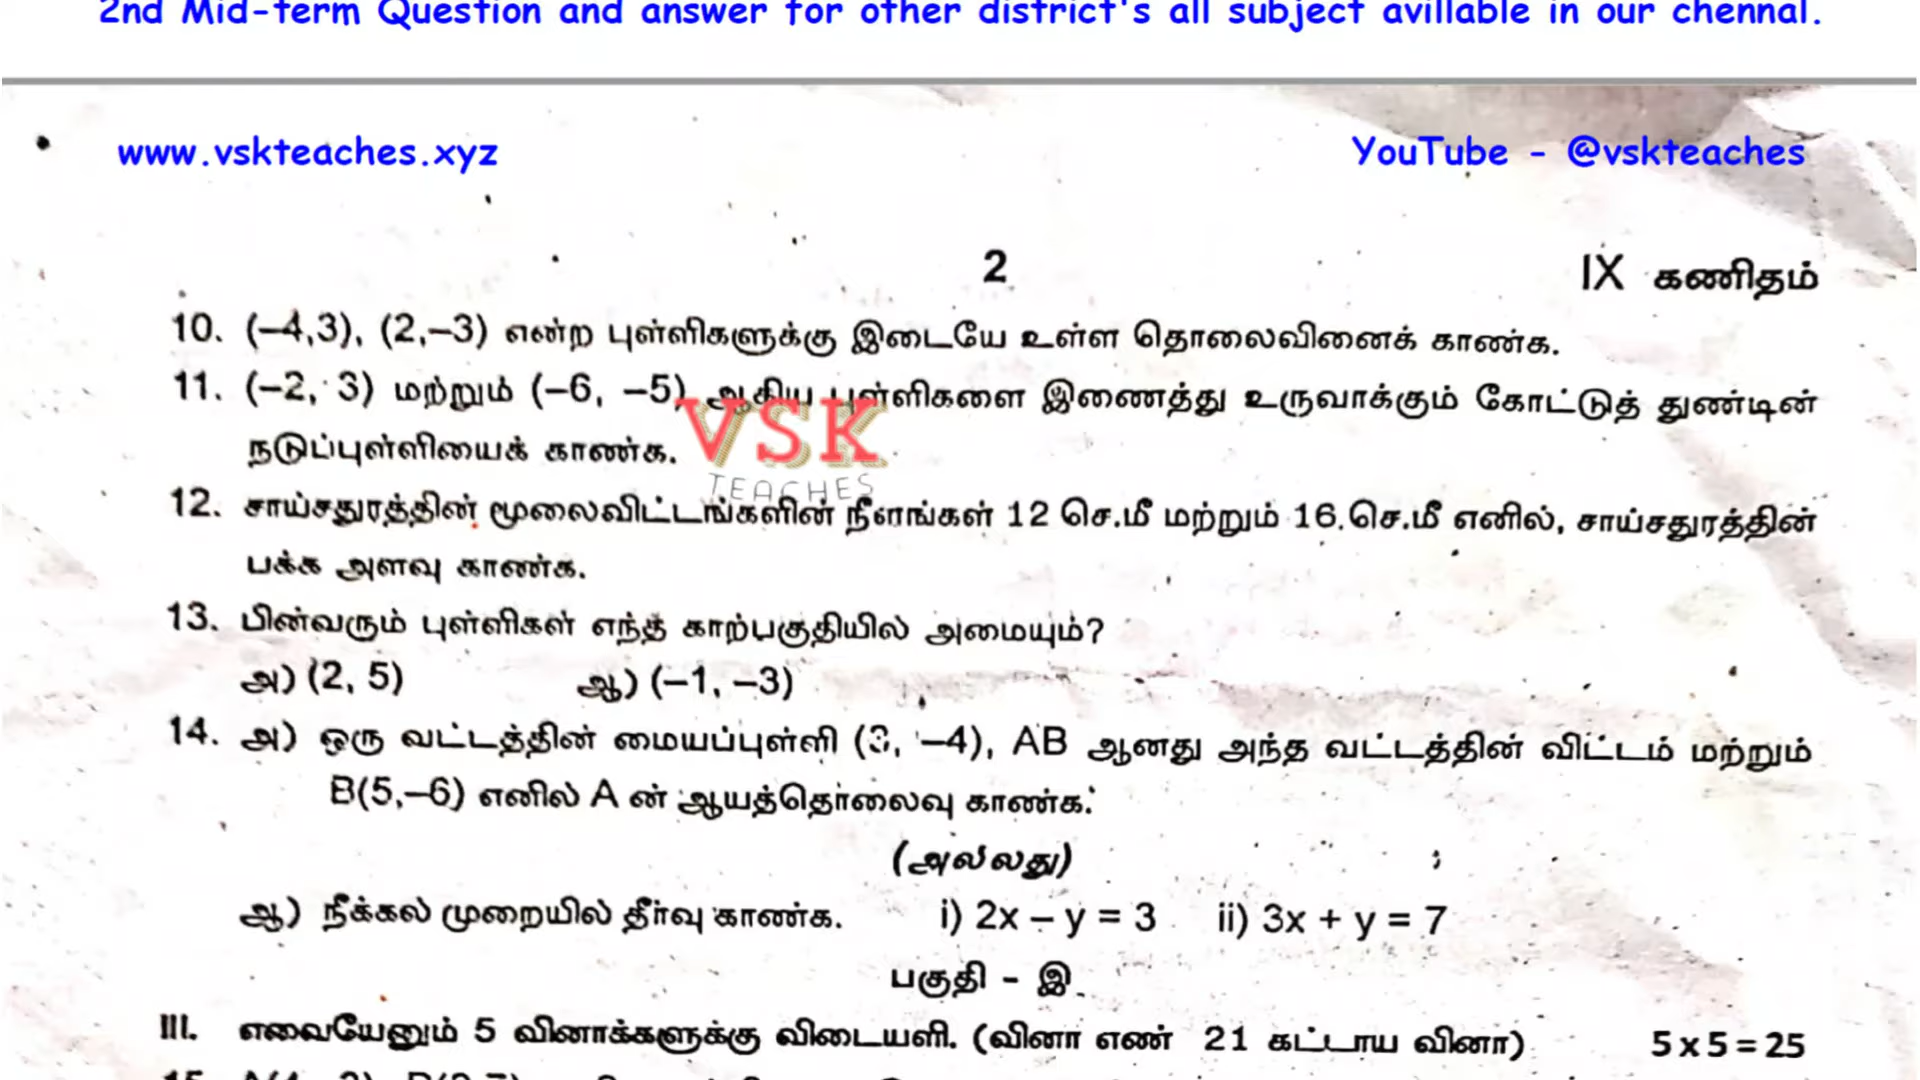 2nd Mid-term Question and answer for other district's all subject avillable in our chennal.
www.vskteaches.xyz
YouTube - @vskteaches
2
IX கணிதம்
10. (–4,3), (2,–3) என்ற புள்ளிகளுக்கு இடையே உள்ள தொலைவினைக் காண்க.
11. (–2, 3) மற்றும் (–6, –5) ஆகிய புள்ளிகளை இணைத்து உருவாக்கும் கோட்டுத் துண்டின்
நடுப்புள்ளியைக் காண்க.
VSK
TEACHES
12. சாய்சதுரத்தின் மூலைவிட்டங்களின் நீளங்கள் 12 செ.மீ மற்றும் 16 செ.மீ எனில், சாய்சதுரத்தின்
பக்க அளவு காண்க.
13. பின்வரும் புள்ளிகள் எந்த் காற்பகுதியில் அமையும்?
அ) (2, 5) ஆ) (–1, –3)
14. அ) ஒரு வட்டத்தின் மையப்புள்ளி (3, –4), AB ஆனது அந்த வட்டத்தின் விட்டம் மற்றும்
B(5,–6) எனில் A ன் ஆயத்தொலைவு காண்க.
(அல்லது)
ஆ) நீக்கல் முறையில் தீர்வு காண்க. i) 2x – y = 3 ii) 3x + y = 7
பகுதி - இ
III. எவையேனும் 5 வினாக்களுக்கு விடையளி. (வினா எண் 21 கட்டாய வினா) 5 x 5 = 25